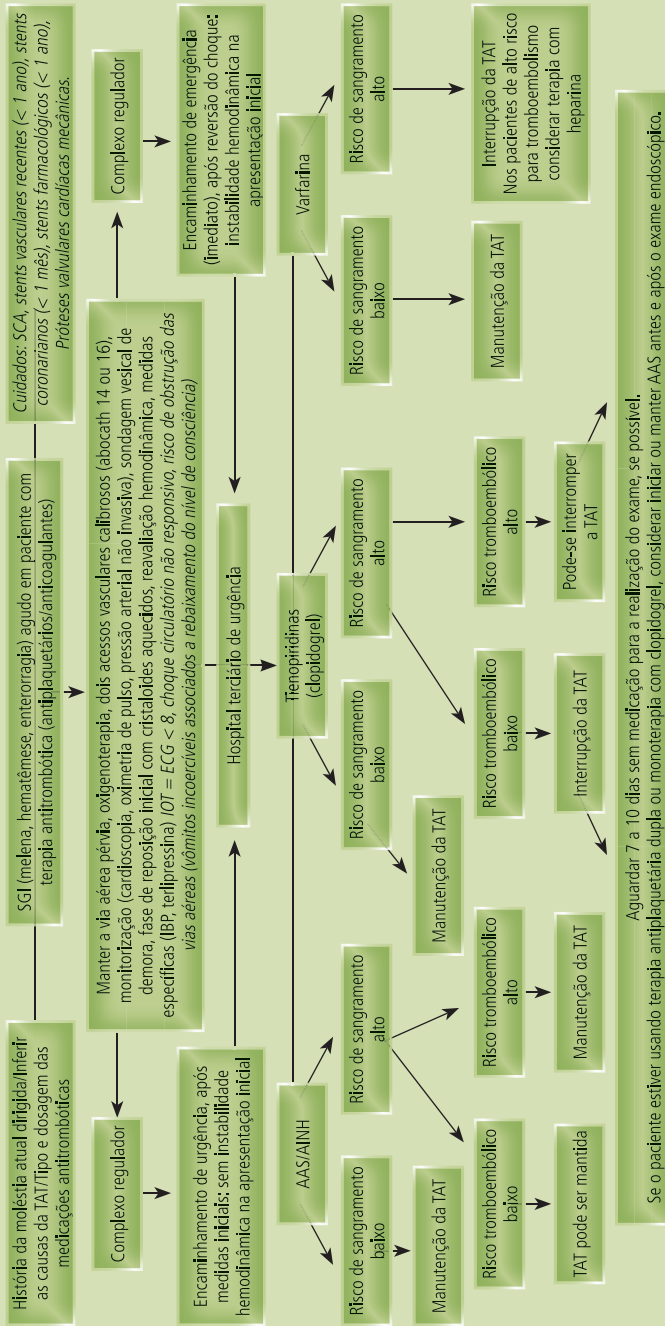 História da moléstia atual dirigida/Inferir
as causas da TAT/Tipo e dosagem das
medicações antitrombóticas
SGI (melena, hematêmese, enterorragia) agudo em paciente com
terapia antitrombótica (antiplaquetários/anticoagulantes)
Cuidados: SCA, stents vasculares recentes (< 1 ano), stents
coronarianos (< 1 mês), stents farmacológicos (< 1 ano),
Próteses valvulares cardíacas mecânicas.
Complexo regulador
Manter a via aérea pérvia, oxigenoterapia, dois acessos vasculares calibrosos (abocath 14 ou 16),
monitorização (cardioscopia, oximetria de pulso, pressão arterial não invasiva), sondagem vesical de
demora, fase de reposição inicial com cristaloides aquecidos, reavaliação hemodinâmica, medidas
específicas (IBP, terlipressina) IOT = ECG < 8, choque circulatório não responsivo, risco de obstrução das
vias aéreas (vômitos incoercíveis associados a rebaixamento do nível de consciência)
Complexo regulador
Encaminhamento de urgência, após
medidas iniciais; sem instabilidade
hemodinâmica na apresentação inicial
Hospital terciário de urgência
Encaminhamento de emergência
(imediato), após reversão do choque:
instabilidade hemodinâmica na
apresentação inicial
AAS/AINH
Tienopiridinas
(clopidogrel)
Varfarina
Risco de sangramento
baixo
Risco de sangramento
alto
Risco de sangramento
baixo
Risco de sangramento
alto
Risco de sangramento
baixo
Risco de sangramento
alto
Manutenção da TAT
Manutenção da TAT
Manutenção da TAT
Interrupção da TAT
Nos pacientes de alto risco
para tromboembolismo
considerar terapia com
heparina
Risco tromboembólico
baixo
Risco tromboembólico
alto
Risco tromboembólico
baixo
Risco tromboembólico
alto
TAT pode ser mantida
Manutenção da TAT
Interrupção da TAT
Pode-se interromper
a TAT
Aguardar 7 a 10 dias sem medicação para a realização do exame, se possível.
Se o paciente estiver usando terapia antiplaquetária dupla ou monoterapia com clopidogrel, considerar iniciar ou manter AAS antes e após o exame endoscópico.